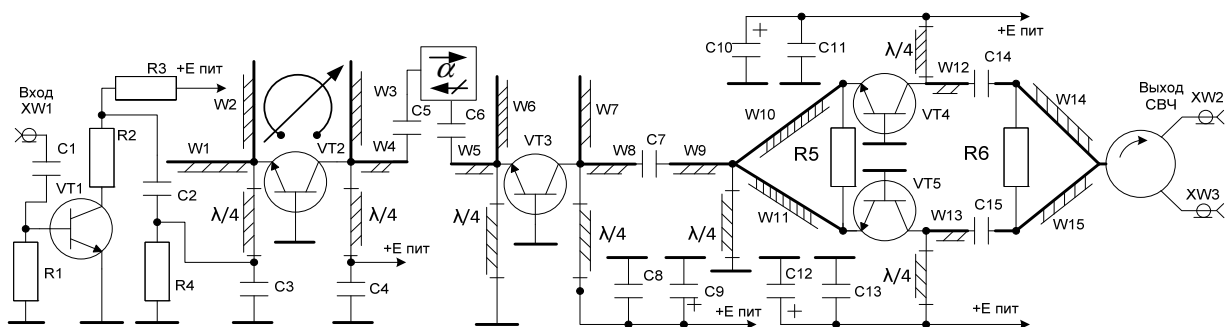 Вход
XW1
C1
R1
VT1
R2
R3
+E пит
C2
R4
W1
W2
λ/4
C3
VT2
W3
W4
λ/4
+E пит
C4
α
C5
C6
W5
W6
λ/4
VT3
W7
W8
λ/4
C7
W9
C8
C9
+E пит
λ/4
C10
+
C11
λ/4
+E пит
W10
W11
R5
VT4
VT5
W12
C14
W13
C15
C12
+
C13
λ/4
+E пит
+
R6
W14
W15
Выход
СВЧ
XW2
XW3